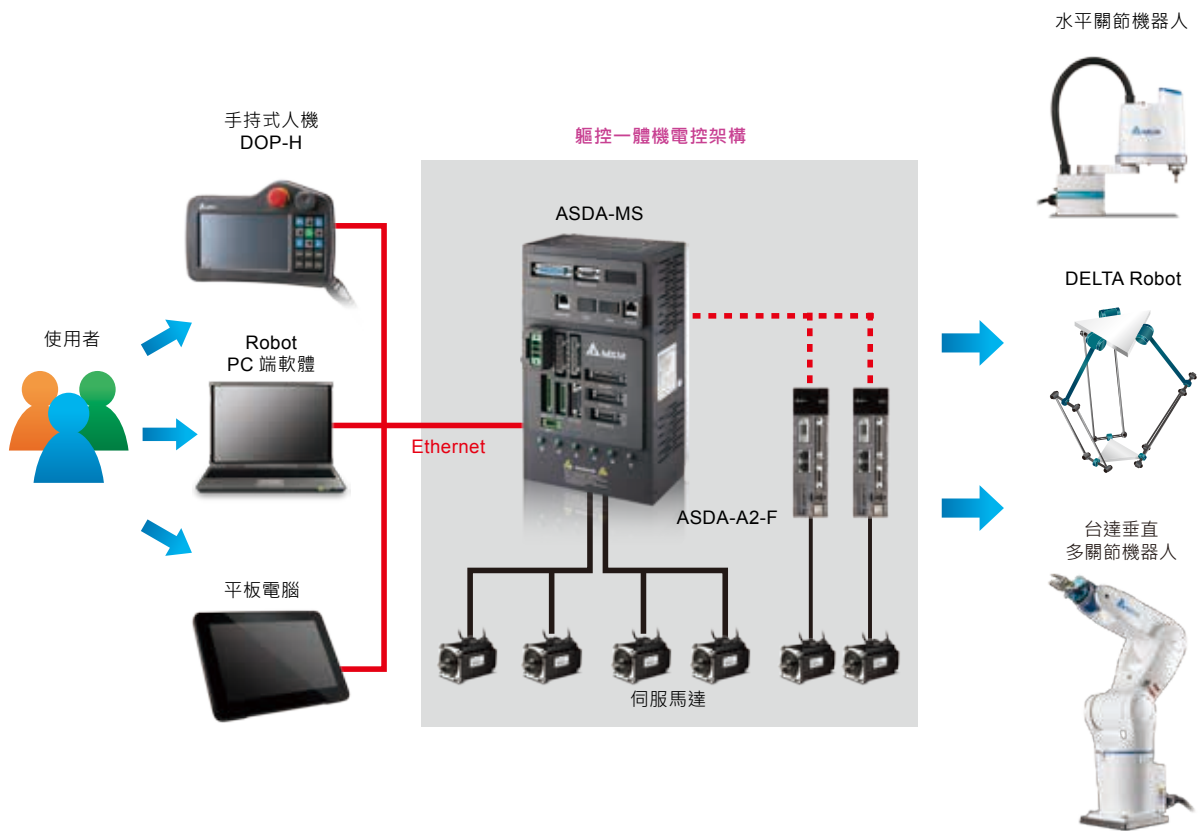 水平關節機器人
手持式人機
DOP-H
軀控一體機電控架構
ASDA-MS
DELTA Robot
使用者
Robot
PC 端軟體
Ethernet
ASDA-A2-F
台達垂直
多關節機器人
平板電腦
伺服馬達